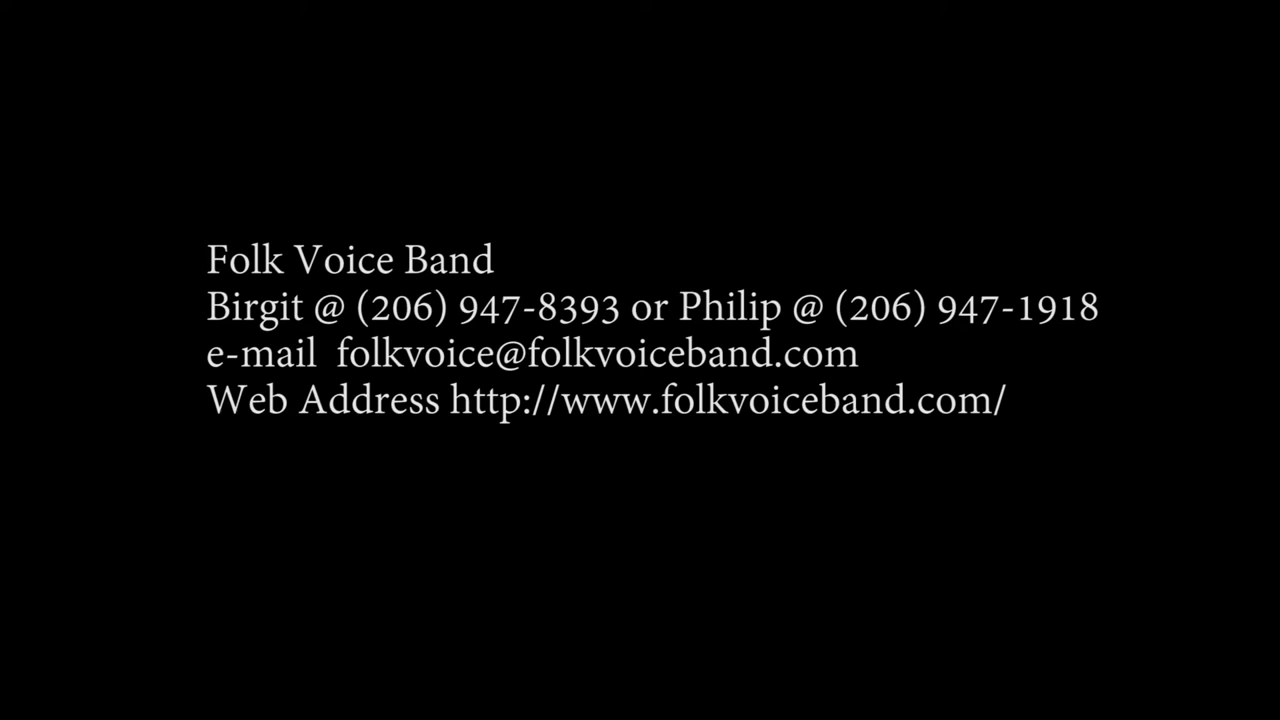 Folk Voice Band
Birgit @ (206) 947-8393 or Philip @ (206) 947-1918
e-mail  folkvoice@folkvoiceband.com
Web Address http://www.folkvoiceband.com/